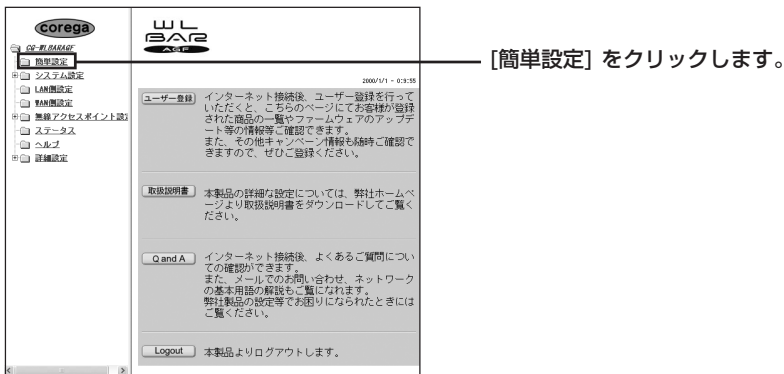 corega
CG-WLBARAGF
簡単設定
システム設定
LAN側設定
WAN側設定
無線アクセスポイント設定
ステータス
ヘルプ
詳細設定
WL
BAR
AGF
2000/1/1 - 0:9:55
ユーザー登録
インターネット接続後、ユーザー登録を行って
いただくと、こちらのページにてお客様が登録
された商品の一覧やファームウェアのアップデ
ート等の情報等ご確認できます。
また、その他キャンペーン情報も随時ご確認で
きますので、ぜひご登録ください。
取扱説明書
本製品の詳細な設定については、弊社ホームペ
ージより取扱説明書をダウンロードしてご覧く
ださい。
Q and A
インターネット接続後、よくあるご質問につい
ての確認ができます。
また、メールでのお問い合わせ、ネットワーク
の基本用語の解説もご覧になれます。
弊社製品の設定等でお困りになられたときには
ご覧ください。
Logout
本製品よりログアウトします。
[簡単設定] をクリックします。